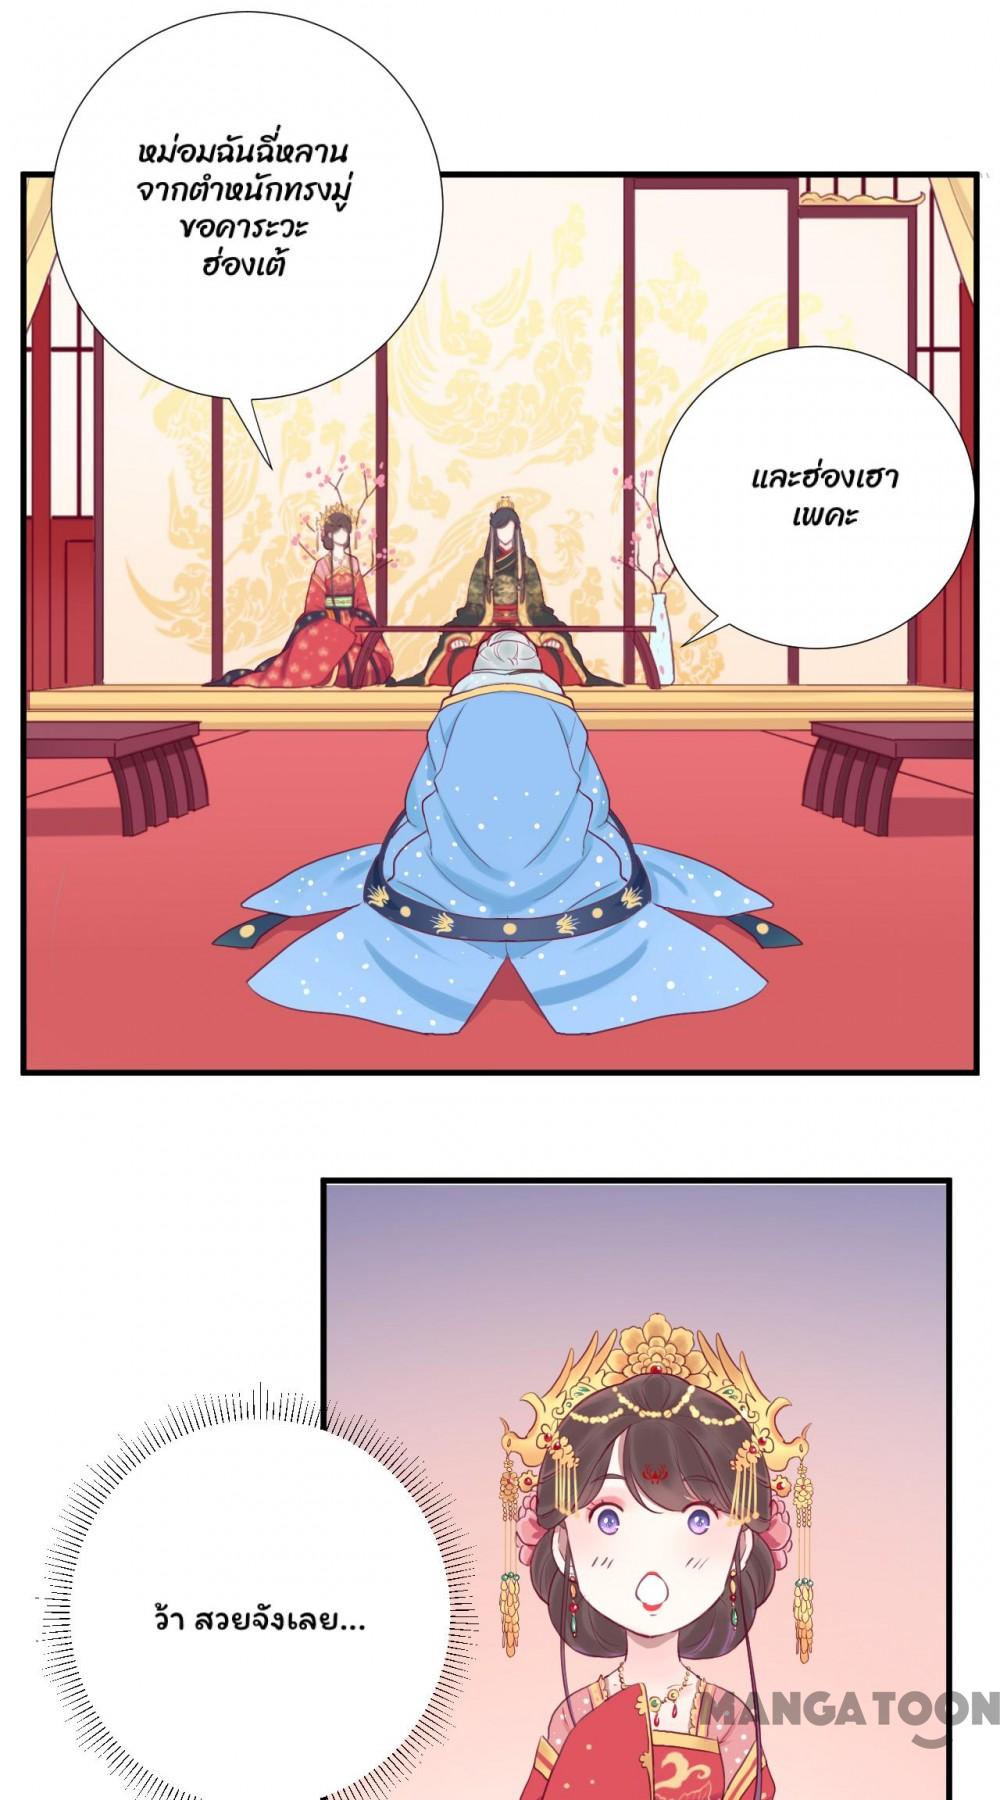 หม่อมฉันฉี่หลาน
จากตำหนักทรงมู่
ขอคาระวะ
ฮ่องเต้
และฮ่องเฮา
เพคะ
ว้า สวยจังเลย...
MANGATOON